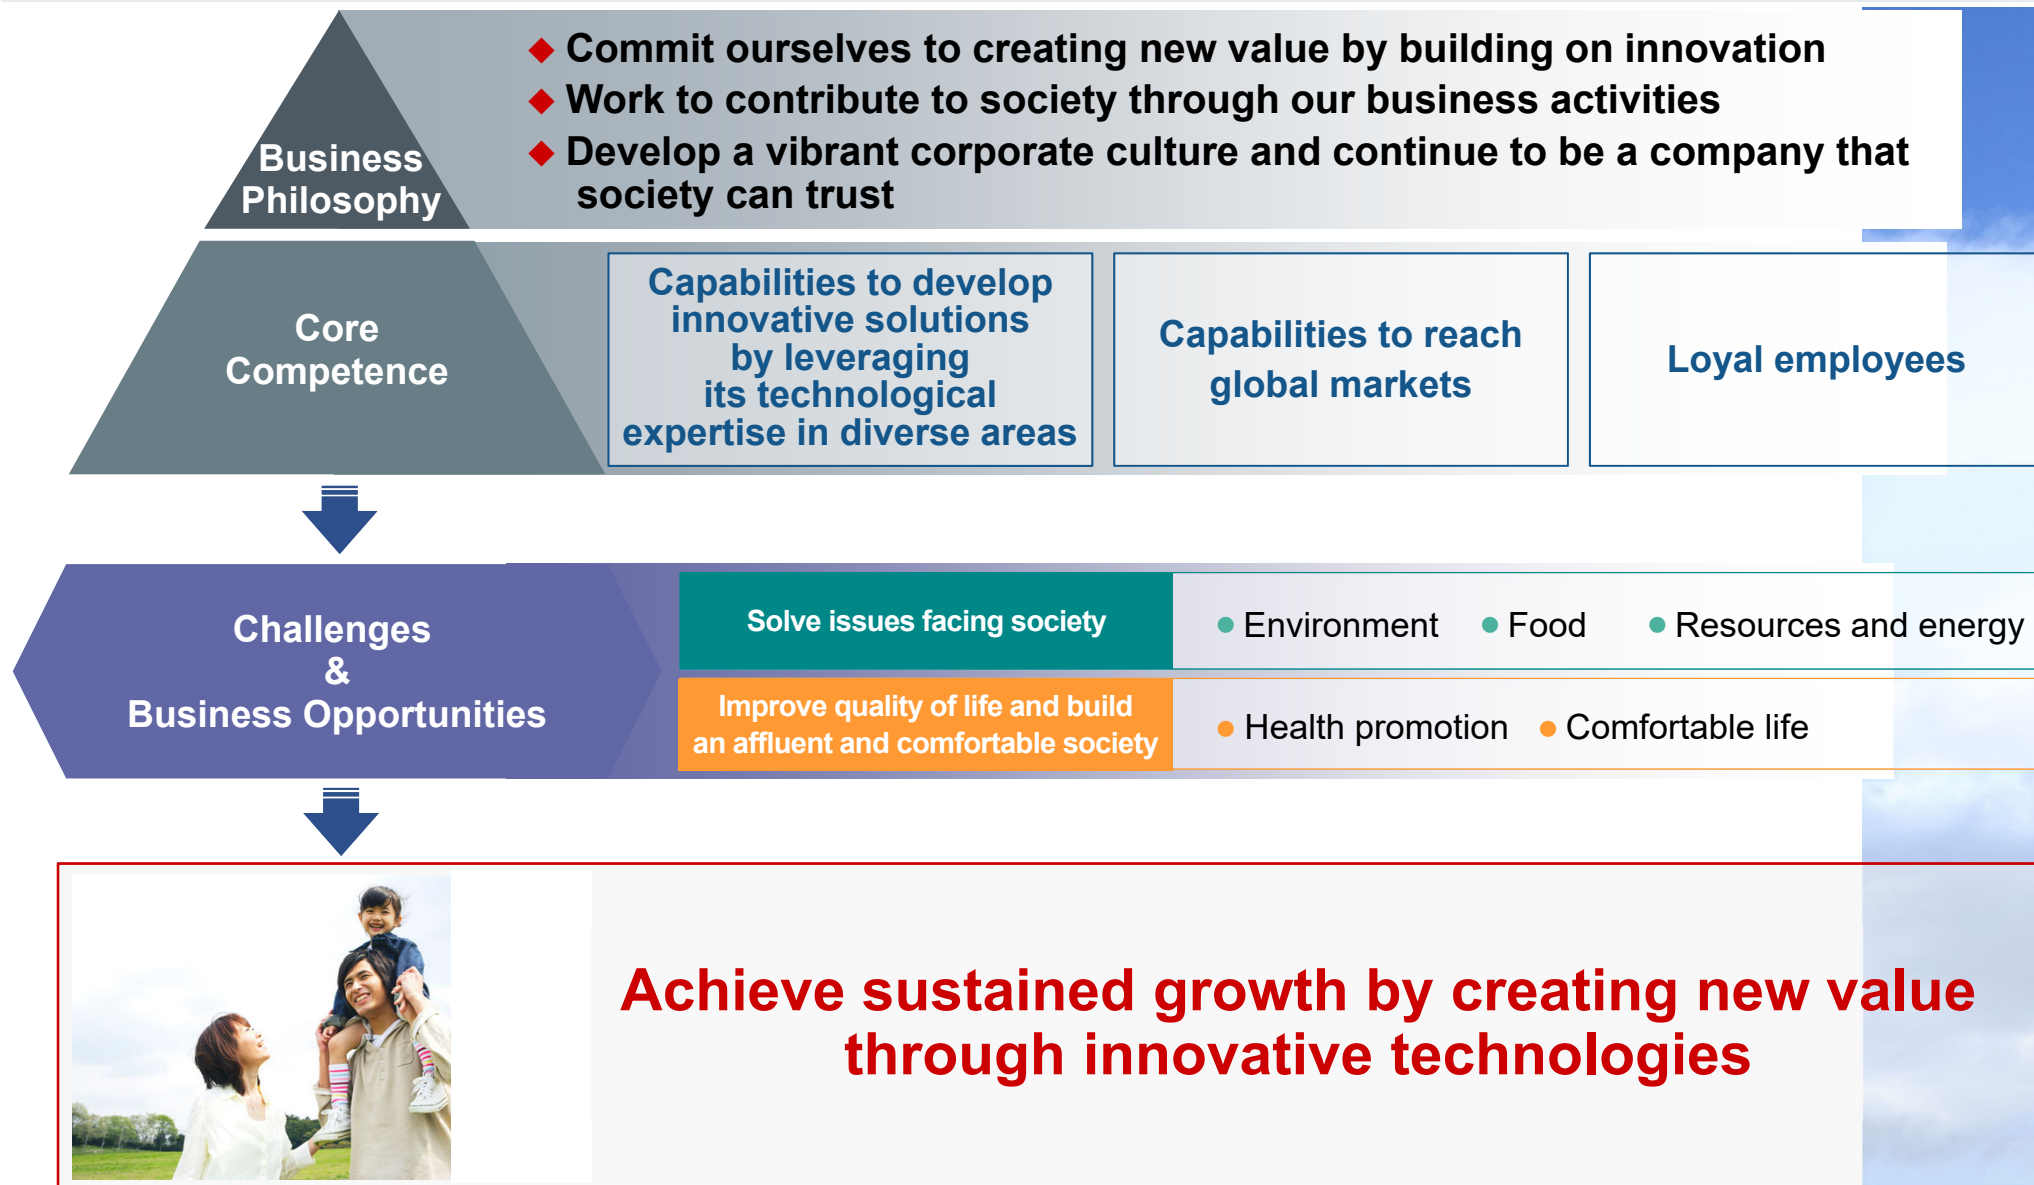 ◆ Commit ourselves to creating new value by building on innovation
◆ Work to contribute to society through our business activities
◆ Develop a vibrant corporate culture and continue to be a company that
society can trust
Business
Philosophy
Core
Competence
Capabilities to develop
innovative solutions
by leveraging
its technological
expertise in diverse areas
Capabilities to reach
global markets
Loyal employees
Challenges
&
Business Opportunities
Solve issues facing society
● Environment ● Food ● Resources and energy
Improve quality of life and build
an affluent and comfortable society
● Health promotion ● Comfortable life
Achieve sustained growth by creating new value
through innovative technologies